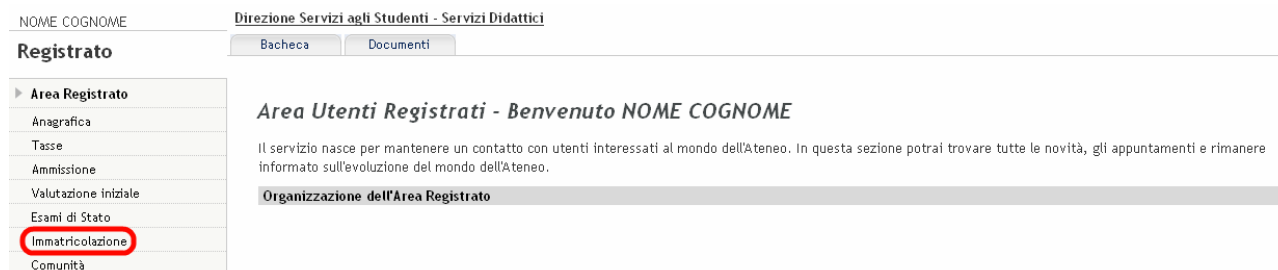 NOME COGNOME
Registrato
Area Registrato
Anagrafica
Tasse
Ammissione
Valutazione iniziale
Esami di Stato
Immatricolazione
Comunità
Direzione Servizi agli Studenti - Servizi Didattici
Bacheca Documenti
Area Utenti Registrati - Benvenuto NOME COGNOME
Il servizio nasce per mantenere un contatto con utenti interessati al mondo dell'Ateneo. In questa sezione potrai trovare tutte le novità, gli appuntamenti e rimanere
informato sull'evoluzione del mondo dell'Ateneo.
Organizzazione dell'Area Registrato